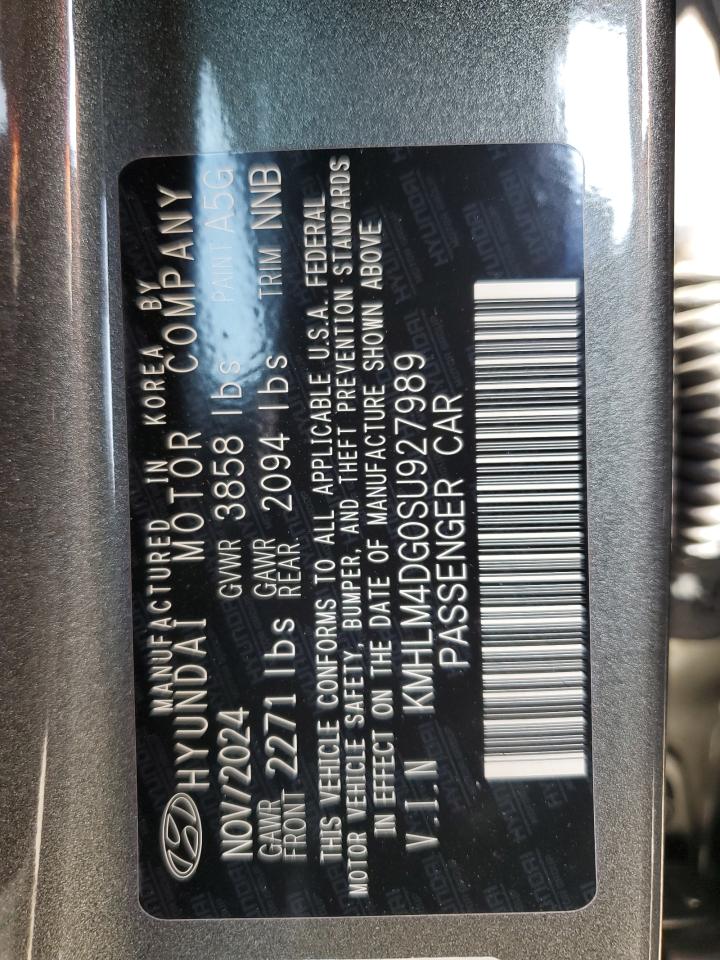 MANUFACTURED IN KOREA BY
HYUNDAI MOTOR COMPANY
NOV/2024 GVWR 3858 lbs PAINT A5G
GAWR FRONT 2271 lbs GAWR REAR 2094 lbs TRIM NNB
THIS VEHICLE CONFORMS TO ALL APPLICABLE U.S.A. FEDERAL
MOTOR VEHICLE SAFETY, BUMPER, AND THEFT PREVENTION STANDARDS
IN EFFECT ON THE DATE OF MANUFACTURE SHOWN ABOVE
V.I.N KMHLM4DG0SU927989
PASSENGER CAR